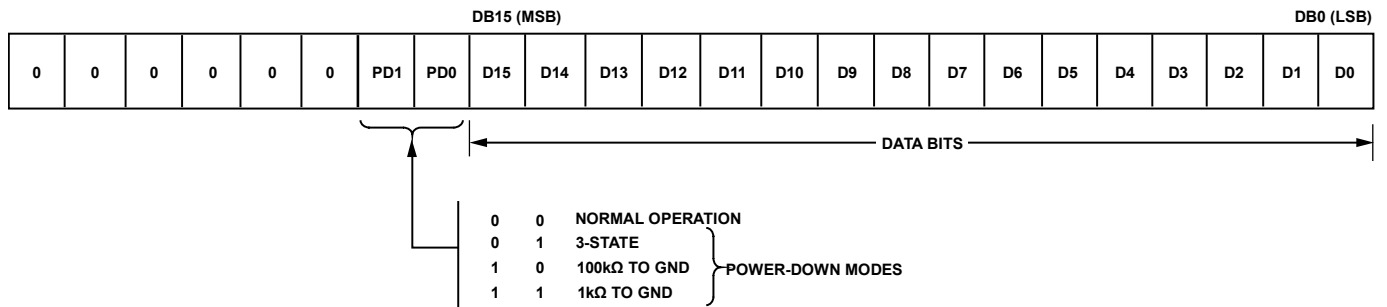 DB15 (MSB) DB0 (LSB)
0 0 0 0 0 0 PD1 PD0 D15 D14 D13 D12 D11 D10 D9 D8 D7 D6 D5 D4 D3 D2 D1 D0
DATA BITS
0 0 NORMAL OPERATION
0 1 3-STATE
1 0 100kΩ TO GND
POWER-DOWN MODES
1 1 1kΩ TO GND